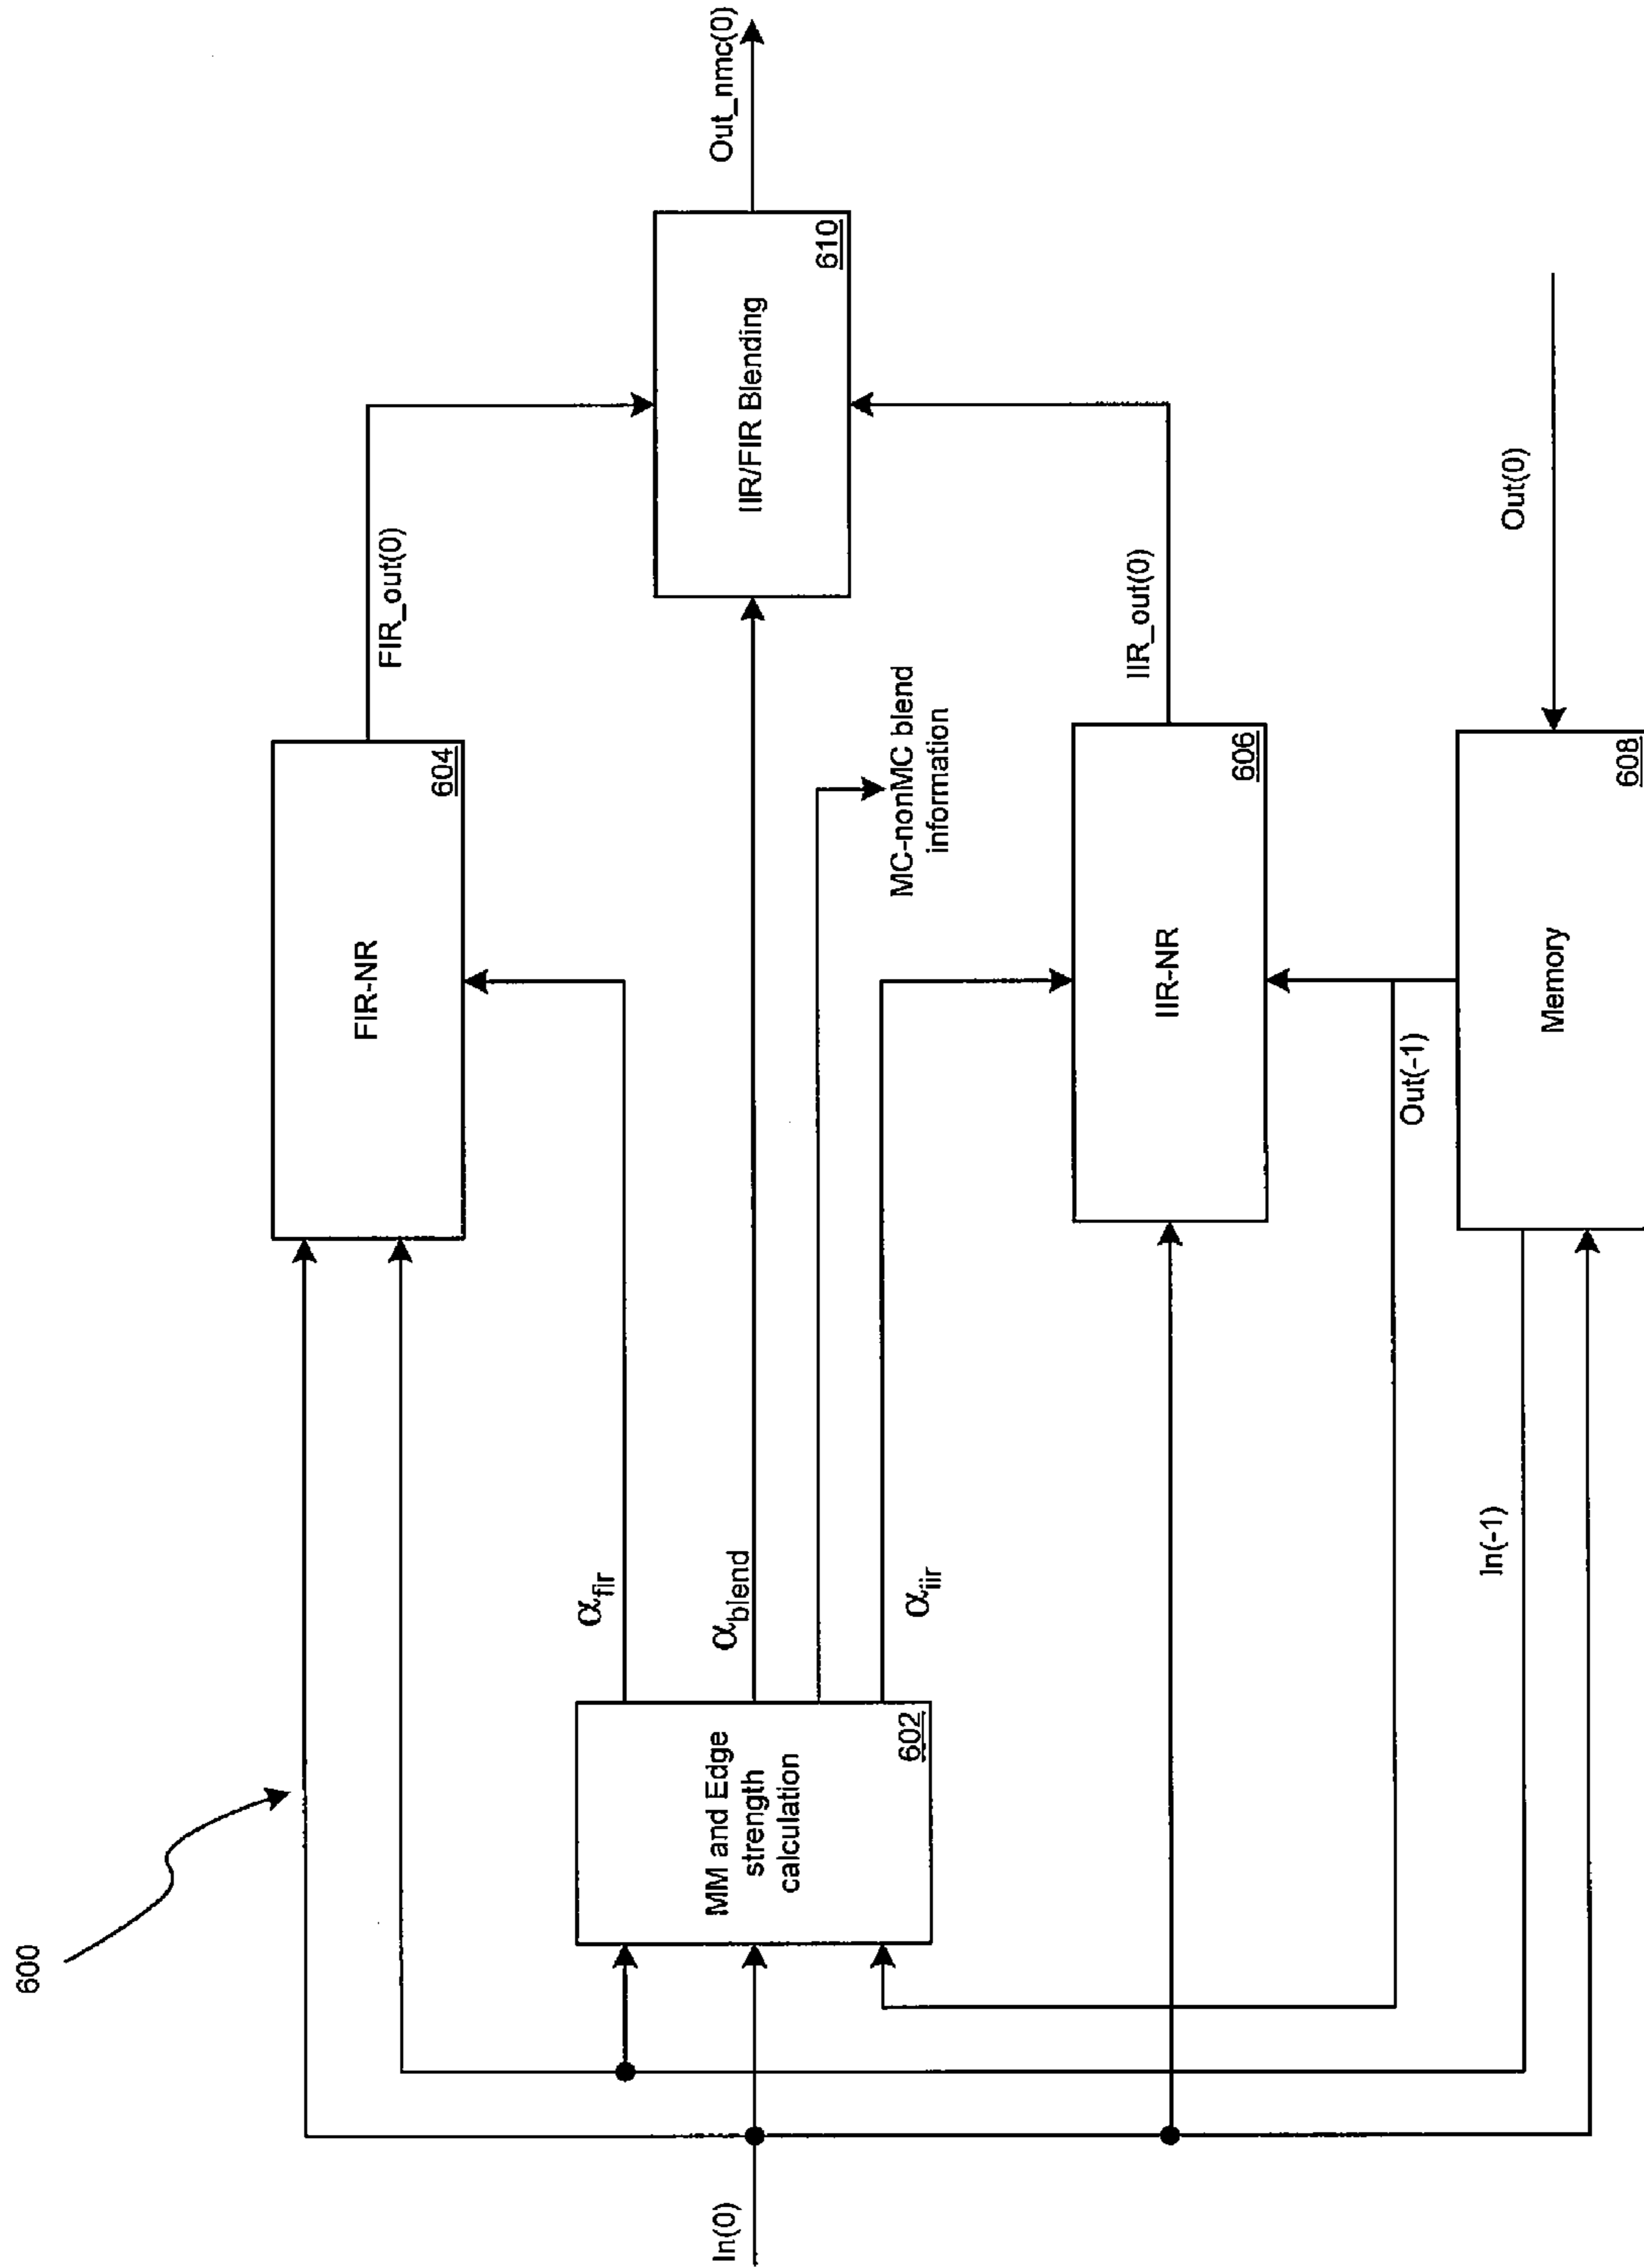 600
In(0)
MM and Edge
strength
calculation
602
αfir
αblend
αiir
In(-1)
FIR-NR
604
MC-nonMC blend
information
IIR-NR
606
Out(-1)
Memory
608
FIR_out(0)
IIR_out(0)
IIR/FIR Blending
610
Out_nmc(0)
Out(0)